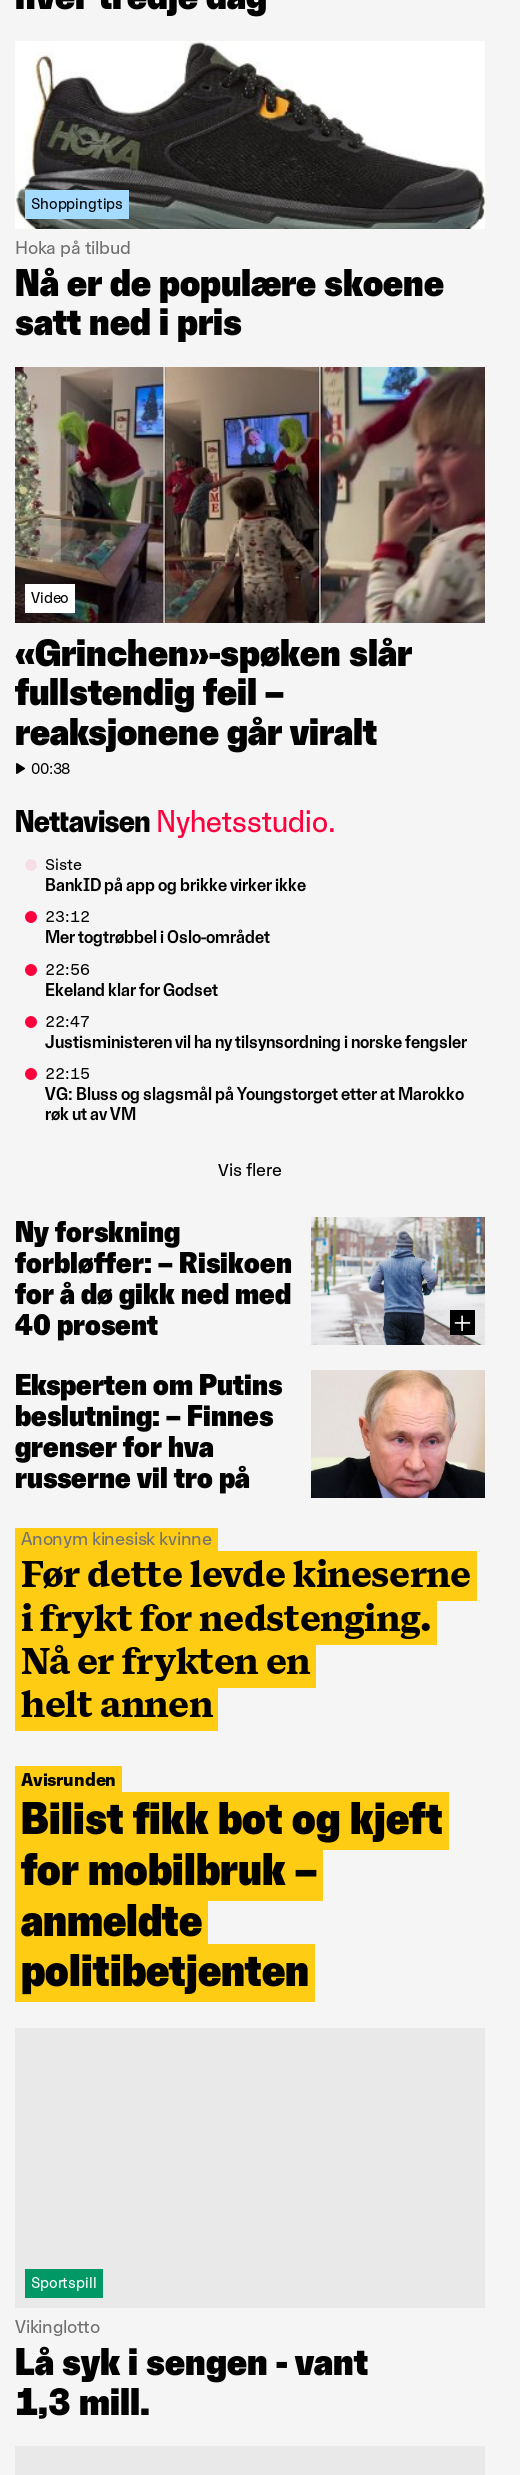 hver tredje dag
HOKA
Shoppingtips
Hoka på tilbud
Nå er de populære skoene
satt ned i pris
HOME
Video
«Grinchen»-spøken slår
fullstendig feil –
reaksjonene går viralt
00:38
Nettavisen Nyhetsstudio.
Siste
BankID på app og brikke virker ikke
23:12
Mer togtrøbbel i Oslo-området
22:56
Ekeland klar for Godset
22:47
Justisministeren vil ha ny tilsynsordning i norske fengsler
22:15
VG: Bluss og slagsmål på Youngstorget etter at Marokko
røk ut av VM
Vis flere
Ny forskning
forbløffer: – Risikoen
for å dø gikk ned med
40 prosent
Eksperten om Putins
beslutning: – Finnes
grenser for hva
russerne vil tro på
Anonym kinesisk kvinne
Før dette levde kineserne
i frykt for nedstenging.
Nå er frykten en
helt annen
Avisrunden
Bilist fikk bot og kjeft
for mobilbruk –
anmeldte
politibetjenten
Sportspill
Vikinglotto
Lå syk i sengen - vant
1,3 mill.